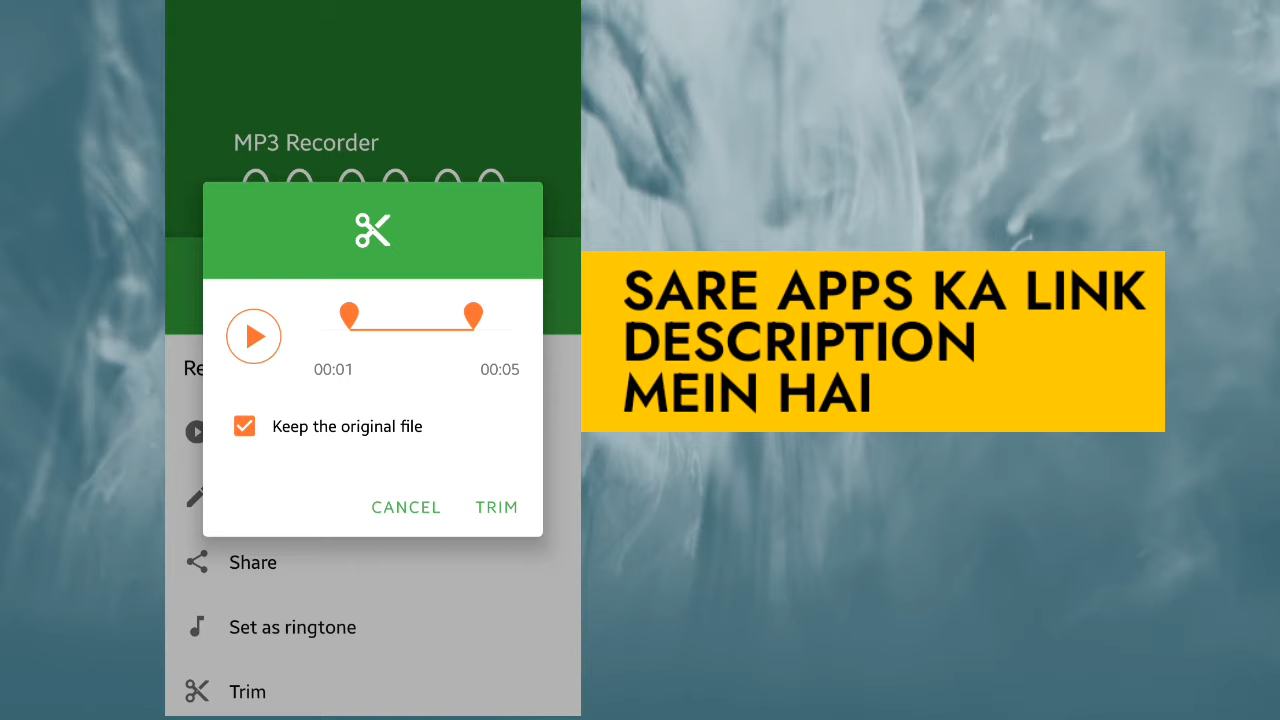 MP3 Recorder
00:01
00:05
Keep the original file
CANCEL
TRIM
Re
Share
Set as ringtone
Trim
SARE APPS KA LINK
DESCRIPTION
MEIN HAI